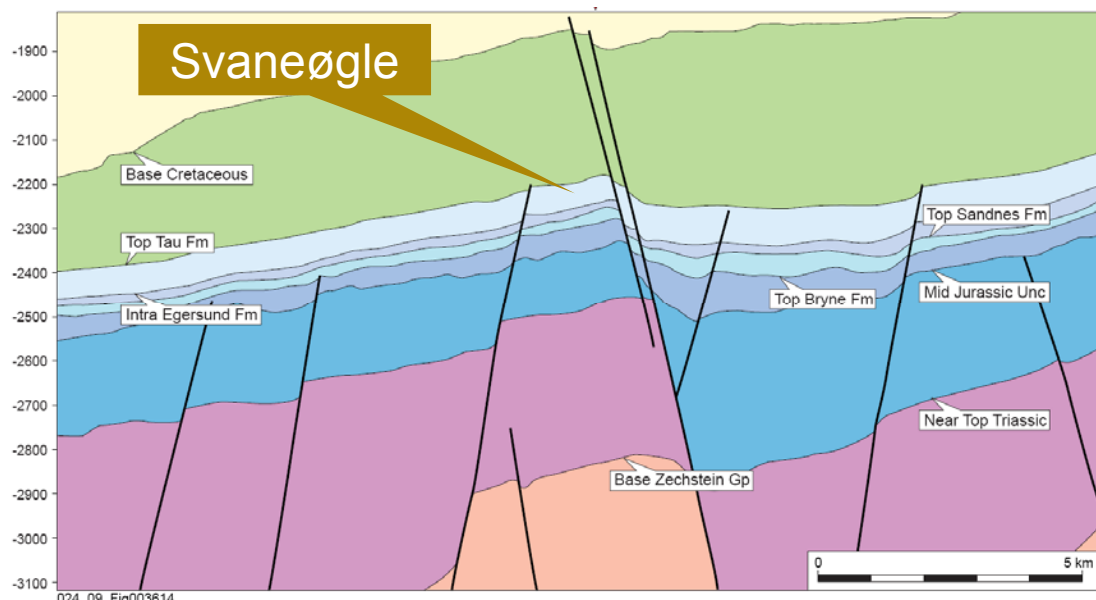 Svaneøgle
-1900
-2000
-2100
-2200
-2300
-2400
-2500
-2600
-2700
-2800
-2900
-3000
-3100
Base Cretaceous
Top Tau Fm
Intra Egersund Fm
Top Sandnes Fm
Mid Jurassic Unc
Top Bryne Fm
Near Top Triassic
Base Zechstein Gp
0 5 km
024_09_Fig003614